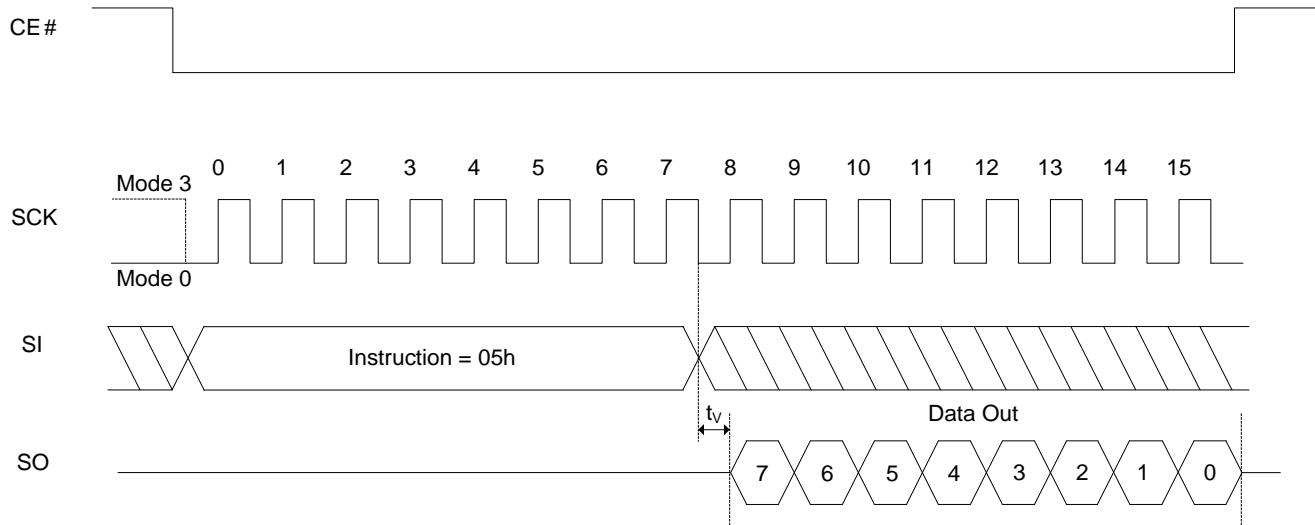 CE#
0 1 2 3 4 5 6 7 8 9 10 11 12 13 14 15
Mode 3
SCK
Mode 0
SI
Instruction = 05h
tV
Data Out
SO
7 6 5 4 3 2 1 0